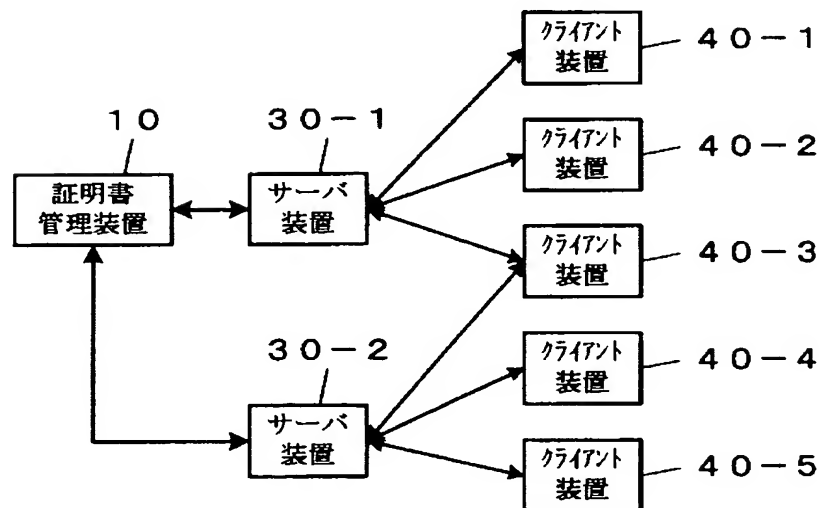 クライアント
装置
40-1
10
30-1
クライアント
装置
40-2
証明書
管理装置
サーバ
装置
クライアント
装置
40-3
30-2
クライアント
装置
40-4
サーバ
装置
クライアント
装置
40-5